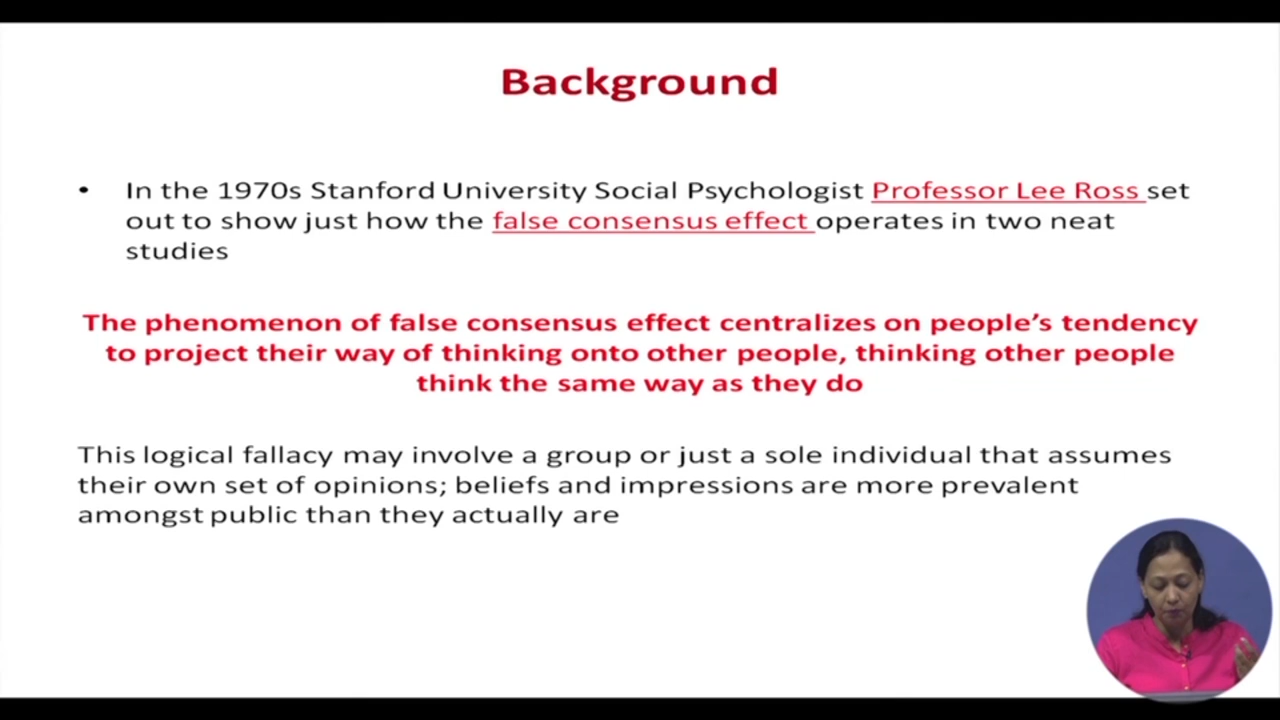 Background
• In the 1970s Stanford University Social Psychologist Professor Lee Ross set
out to show just how the false consensus effect operates in two neat
studies
The phenomenon of false consensus effect centralizes on people’s tendency
to project their way of thinking onto other people, thinking other people
think the same way as they do
This logical fallacy may involve a group or just a sole individual that assumes
their own set of opinions; beliefs and impressions are more prevalent
amongst public than they actually are